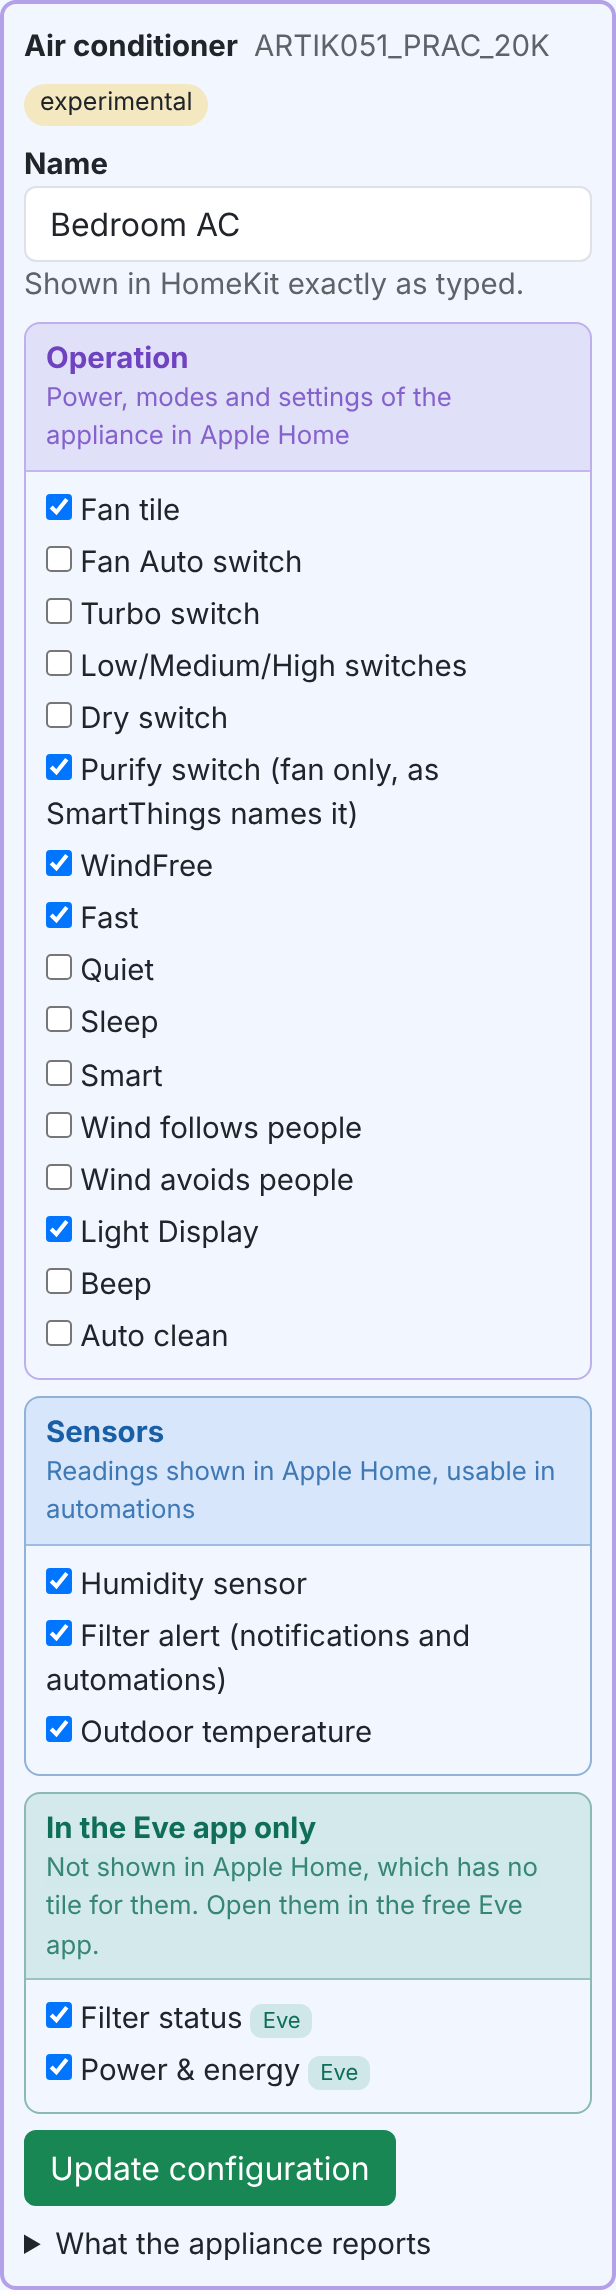 Air conditioner ARTIK051_PRAC_20K
experimental
Name
Bedroom AC
Shown in HomeKit exactly as typed.
Operation
Power, modes and settings of the
appliance in Apple Home
Fan tile
Fan Auto switch
Turbo switch
Low/Medium/High switches
Dry switch
Purify switch (fan only, as
SmartThings names it)
WindFree
Fast
Quiet
Sleep
Smart
Wind follows people
Wind avoids people
Light Display
Beep
Auto clean
Sensors
Readings shown in Apple Home, usable in
automations
Humidity sensor
Filter alert (notifications and
automations)
Outdoor temperature
In the Eve app only
Not shown in Apple Home, which has no
tile for them. Open them in the free Eve
app.
Filter status Eve
Power & energy Eve
Update configuration
What the appliance reports